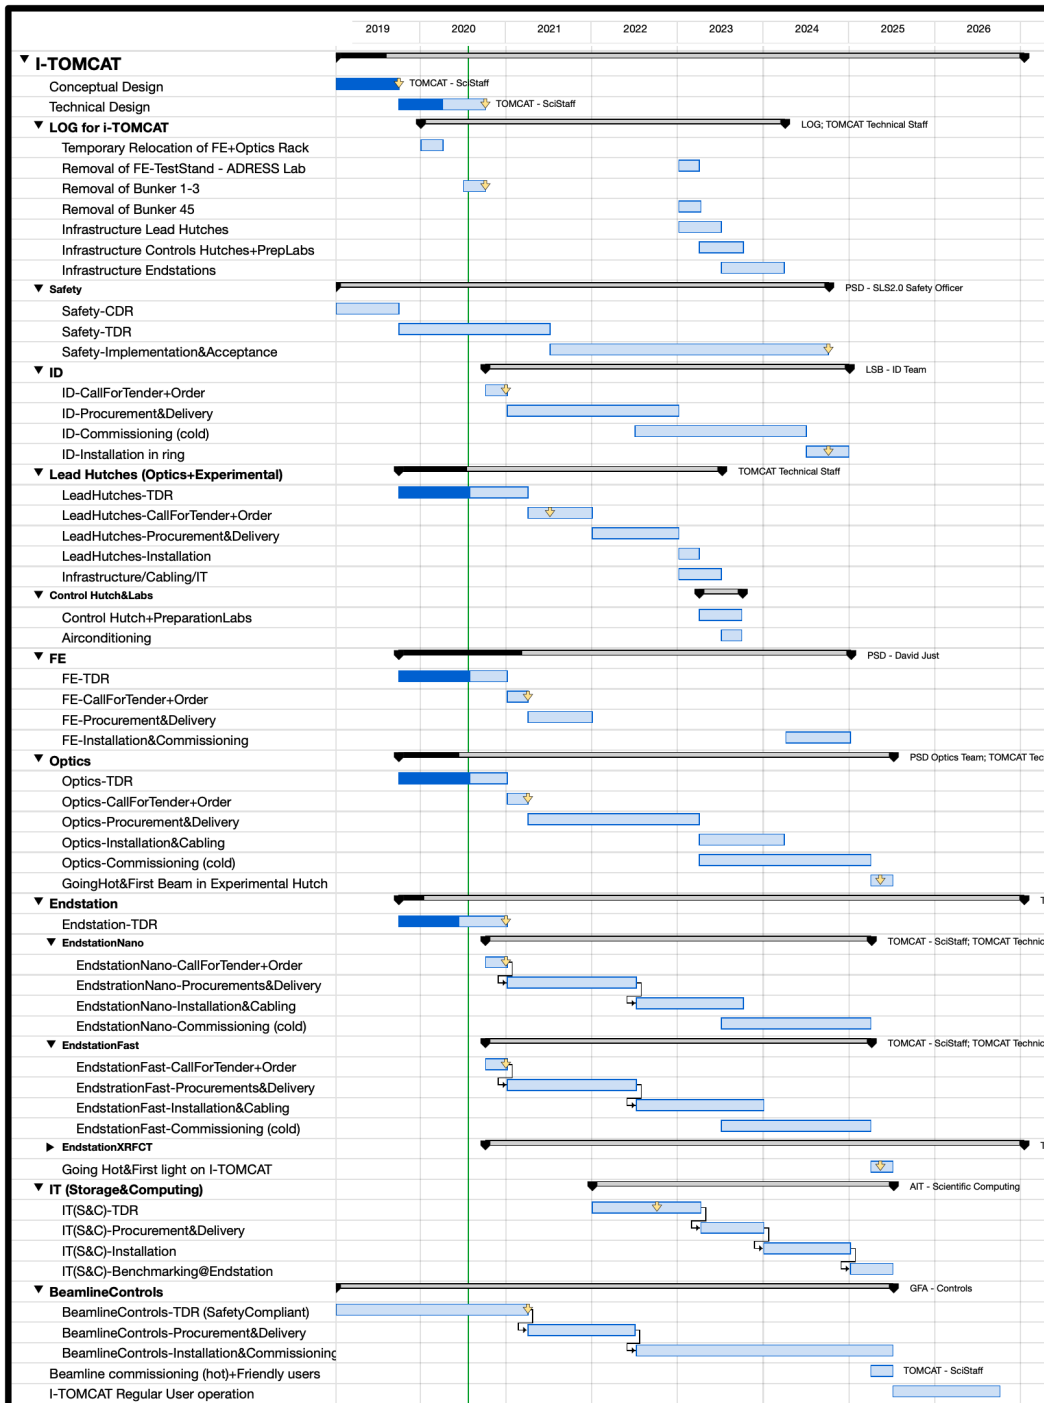 2019 2020 2021 2022 2023 2024 2025 2026
I-TOMCAT
Conceptual Design TOMCAT - SciStaff
Technical Design TOMCAT - SciStaff
LOG for i-TOMCAT LOG; TOMCAT Technical Staff
Temporary Relocation of FE+Optics Rack
Removal of FE-TestStand - ADRESS Lab
Removal of Bunker 1-3
Removal of Bunker 45
Infrastructure Lead Hutches
Infrastructure Controls Hutches+PrepLabs
Infrastructure Endstations
Safety PSD - SLS2.0 Safety Officer
Safety-CDR
Safety-TDR
Safety-Implementation&Acceptance
ID LSB - ID Team
ID-CallForTender+Order
ID-Procurement&Delivery
ID-Commissioning (cold)
ID-Installation in ring
Lead Hutches (Optics+Experimental) TOMCAT Technical Staff
LeadHutches-TDR
LeadHutches-CallForTender+Order
LeadHutches-Procurement&Delivery
LeadHutches-Installation
Infrastructure/Cabling/IT
Control Hutch&Labs
Control Hutch+PreparationLabs
Airconditioning
FE PSD - David Just
FE-TDR
FE-CallForTender+Order
FE-Procurement&Delivery
FE-Installation&Commissioning
Optics PSD Optics Team; TOMCAT Tec
Optics-TDR
Optics-CallForTender+Order
Optics-Procurement&Delivery
Optics-Installation&Cabling
Optics-Commissioning (cold)
GoingHot&First Beam in Experimental Hutch
Endstation T
Endstation-TDR
EndstationNano TOMCAT - SciStaff; TOMCAT Technic
EndstationNano-CallForTender+Order
EndstrationNano-Procurements&Delivery
EndstationNano-Installation&Cabling
EndstationNano-Commissioning (cold)
EndstationFast TOMCAT - SciStaff; TOMCAT Technic
EndstationFast-CallForTender+Order
EndstrationFast-Procurements&Delivery
EndstationFast-Installation&Cabling
EndstationFast-Commissioning (cold)
EndstationXRFCT T
Going Hot&First light on I-TOMCAT
IT (Storage&Computing) AIT - Scientific Computing
IT(S&C)-TDR
IT(S&C)-Procurement&Delivery
IT(S&C)-Installation
IT(S&C)-Benchmarking@Endstation
BeamlineControls GFA - Controls
BeamlineControls-TDR (SafetyCompliant)
BeamlineControls-Procurement&Delivery
BeamlineControls-Installation&Commissioning
Beamline commissioning (hot)+Friendly users TOMCAT - SciStaff
I-TOMCAT Regular User operation